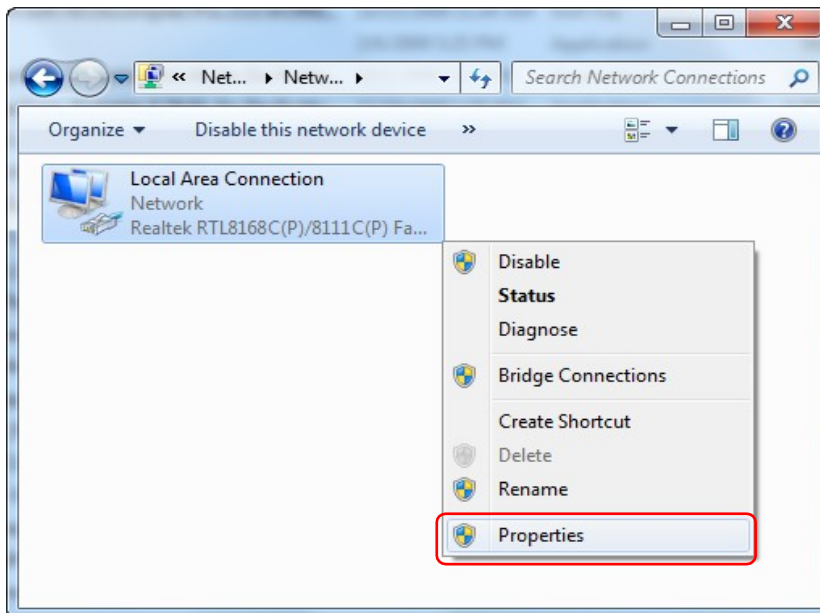 « Net... Netw...
Search Network Connections
Organize Disable this network device »
Local Area Connection
Network
Realtek RTL8168C(P)/8111C(P) Fa...
Disable
Status
Diagnose
Bridge Connections
Create Shortcut
Delete
Rename
Properties